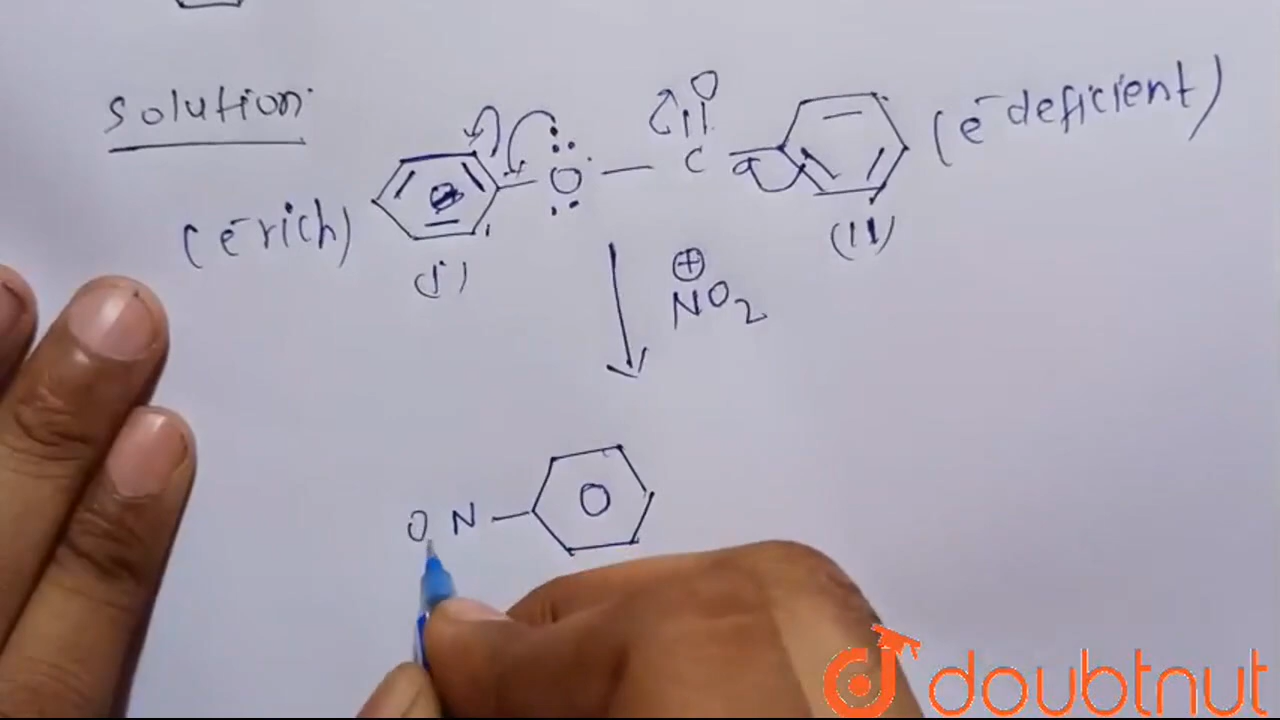 Solution
O
O — C
(e⁻ deficient)
(e⁻ rich)
(I)
(II)
⊕
NO₂
O N
doubtnut